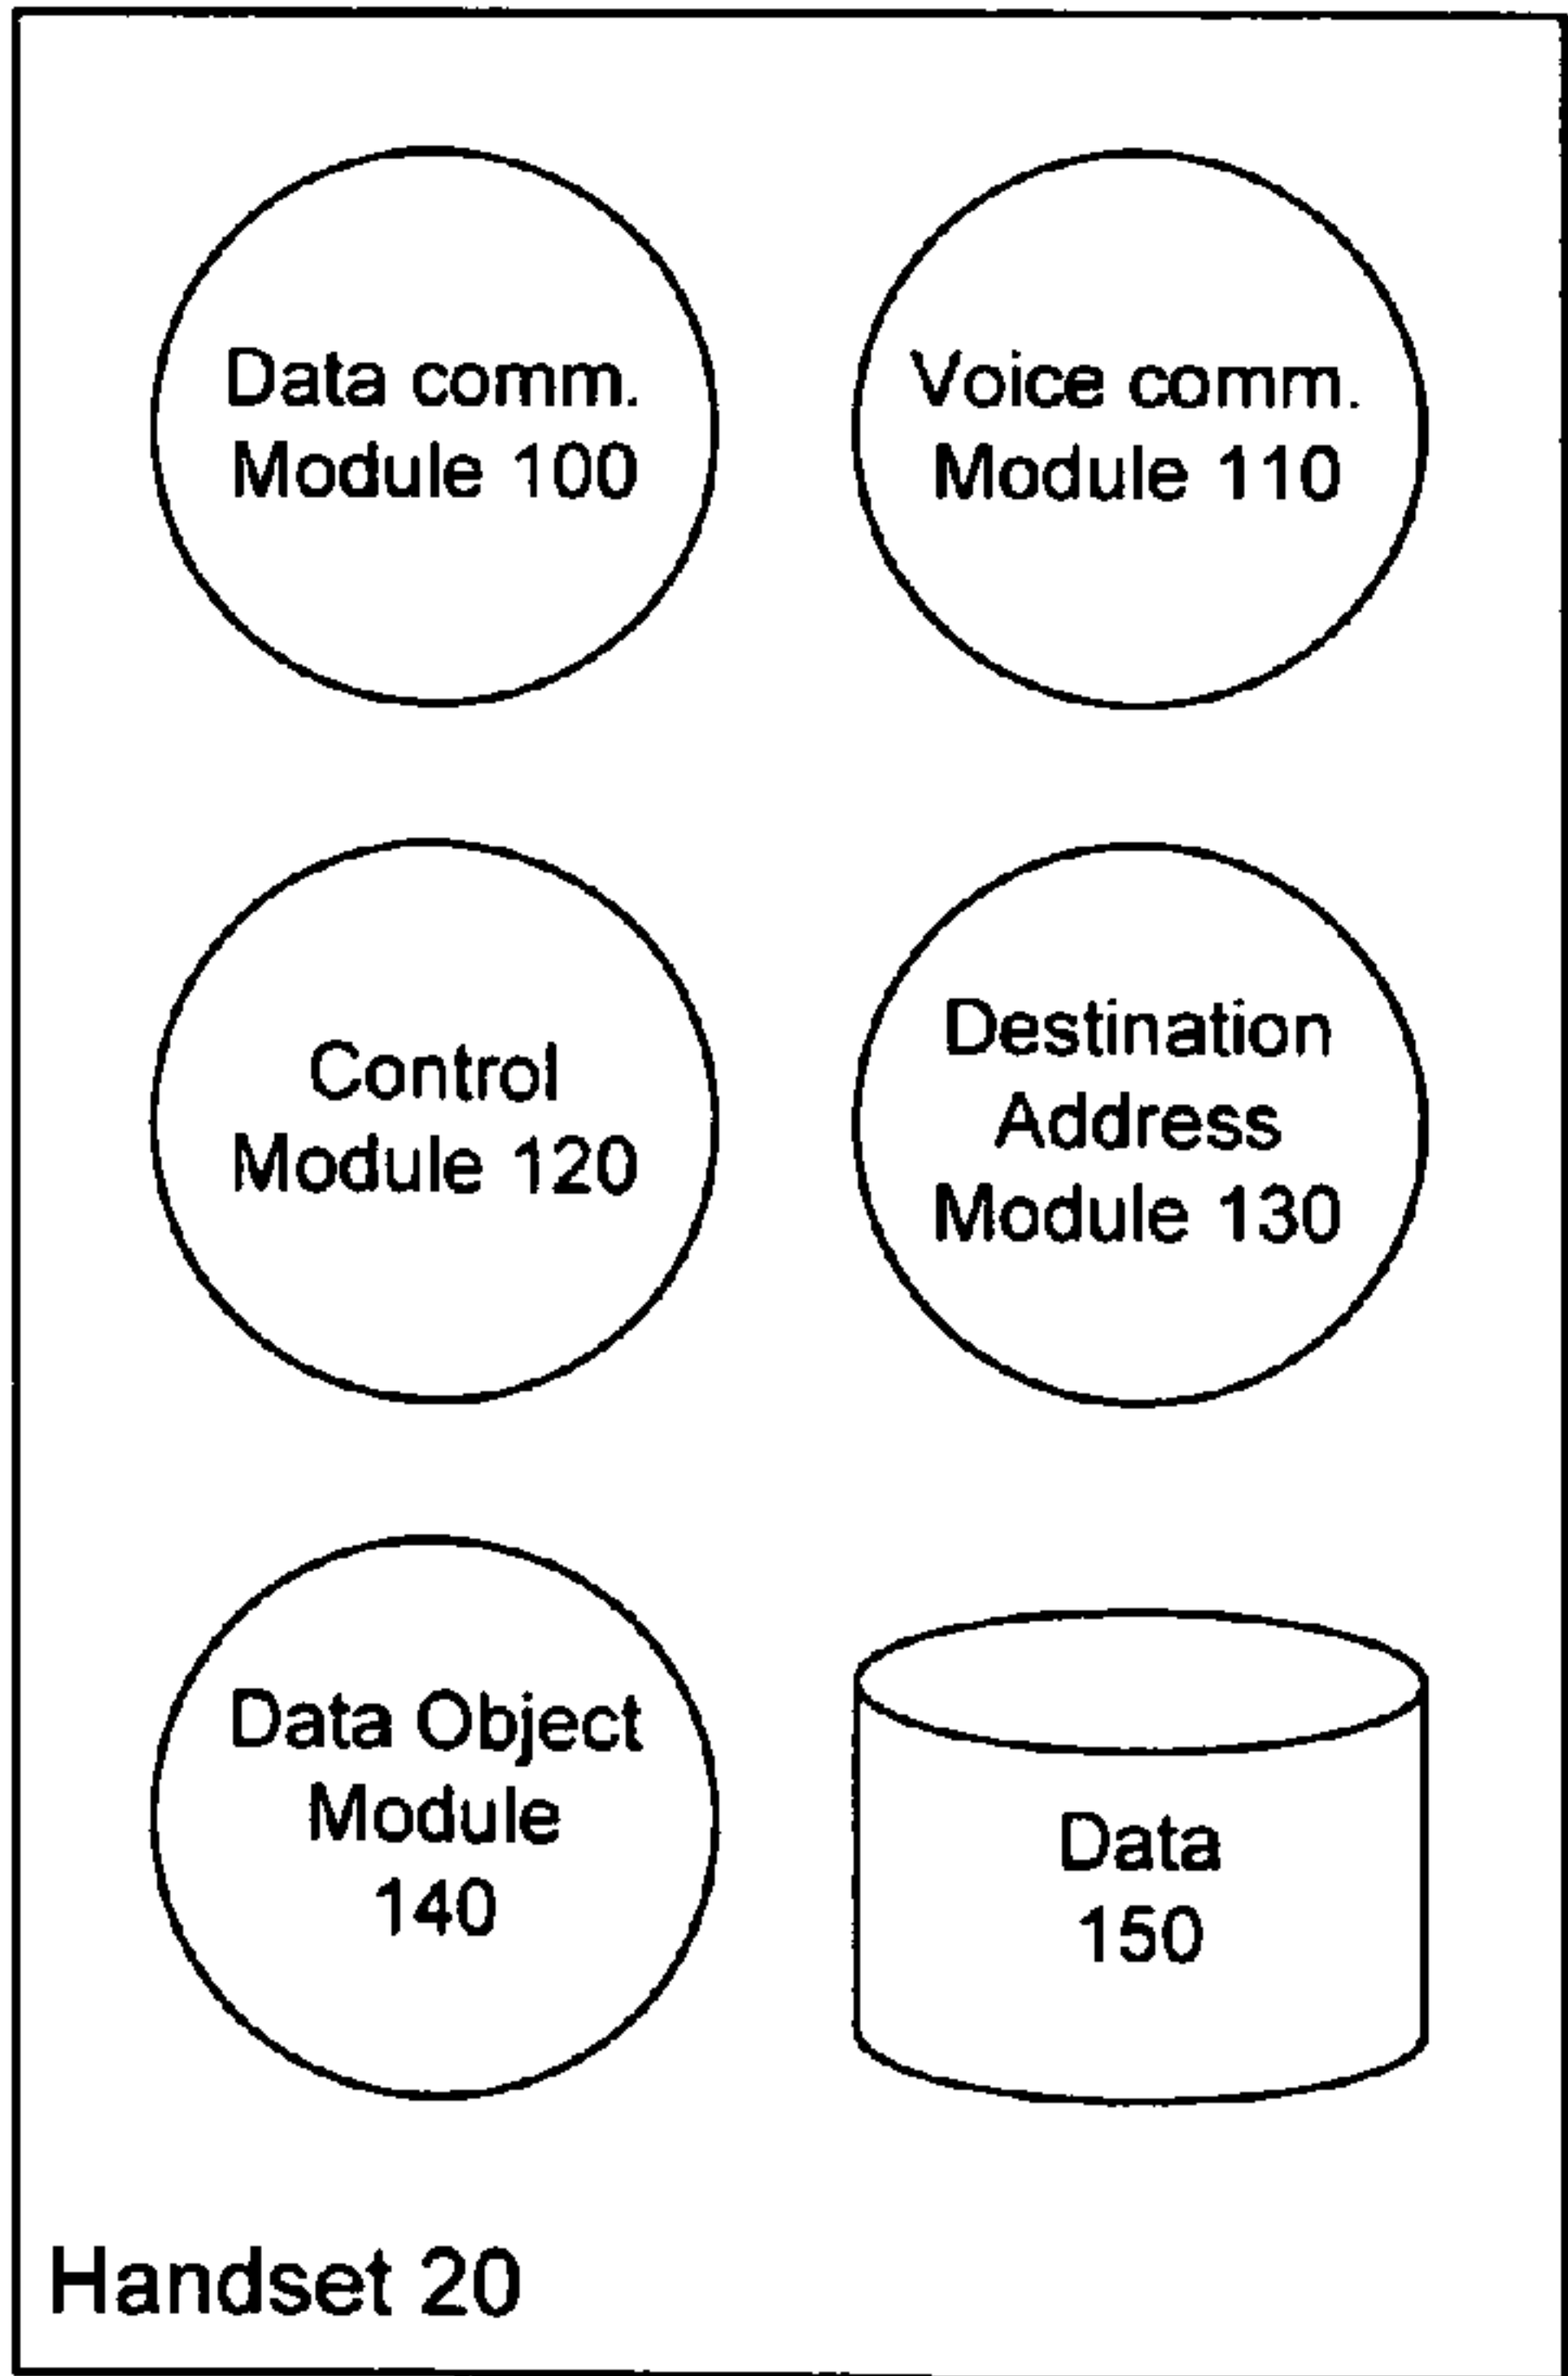 Data comm.
Module 100
Voice comm.
Module 110
Control
Module 120
Destination
Address
Module 130
Data Object
Module
140
Data
150
Handset 20